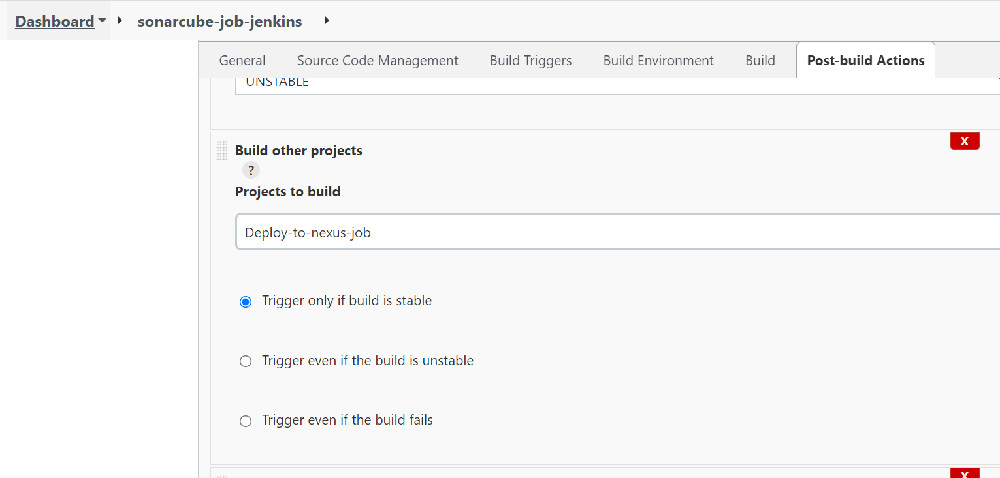 Dashboard sonarcube-job-jenkins
General Source Code Management Build Triggers Build Environment Build Post-build Actions
UNSTABLE
X
Build other projects
?
Projects to build
Deploy-to-nexus-job
Trigger only if build is stable
Trigger even if the build is unstable
Trigger even if the build fails
X